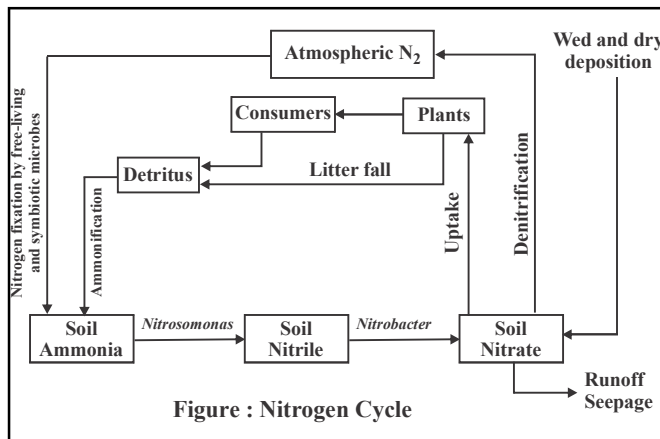 Atmospheric N₂
Wed and dry
deposition
Consumers
Plants
Detritus
Litter fall
Nitrogen fixation by free-living
and symbiotic microbes
Ammonification
Uptake
Denitrification
Soil
Ammonia
Nitrosomonas
Soil
Nitrile
Nitrobacter
Soil
Nitrate
Runoff
Seepage
Figure : Nitrogen Cycle